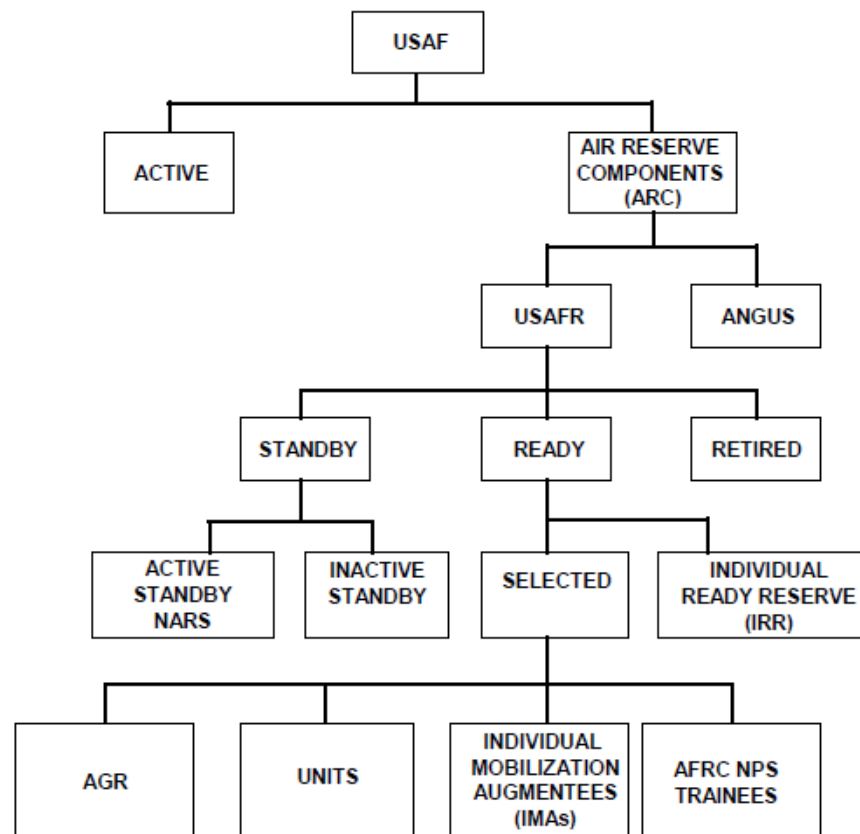 USAF
ACTIVE
AIR RESERVE
COMPONENTS
(ARC)
USAFR
ANGUS
STANDBY
READY
RETIRED
ACTIVE
STANDBY
NARS
INACTIVE
STANDBY
SELECTED
INDIVIDUAL
READY RESERVE
(IRR)
AGR
UNITS
INDIVIDUAL
MOBILIZATION
AUGMENTEES
(IMAs)
AFRC NPS
TRAINEES